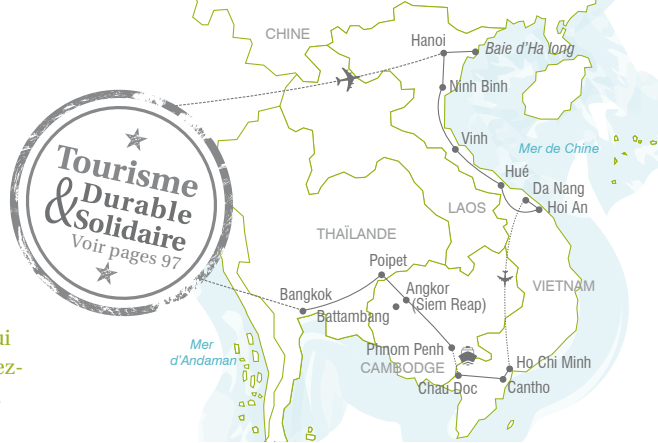 CHINE
Hanoi
Baie d'Ha long
Ninh Binh
Vinh
Mer de Chine
Hué
Da Nang
Hoi An
LAOS
THAÏLANDE
Tourisme
& Durable
Solidaire
Voir pages 97
Poipet
VIETNAM
Bangkok
Angkor
(Siem Reap)
Battambang
Mer
d'Andaman
Phnom Penh
CAMBODGE
Ho Chi Minh
Chau Doc
Cantho
ui
ez-